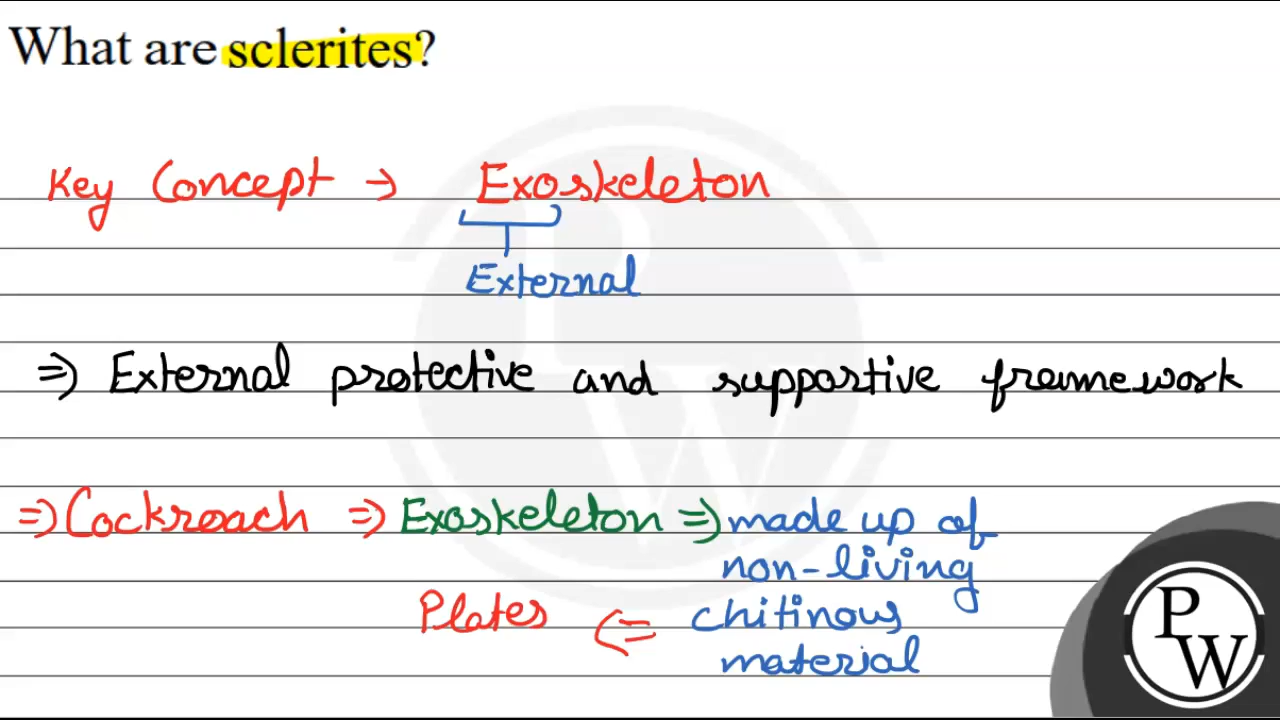 What are sclerites?
Key Concept → Exoskeleton
External
⇒ External protective and supportive framework
⇒ Cockroach ⇒ Exoskeleton ⇒ made up of
non-living
Plates ⇐ chitinous
material
P
W